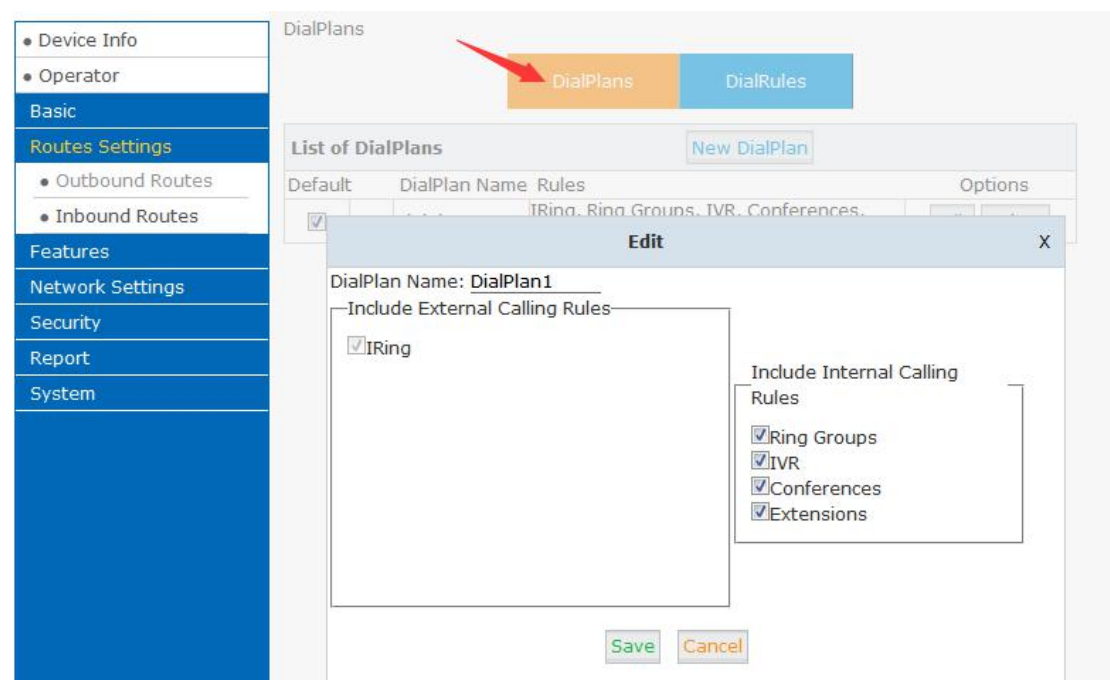 Device Info
Operator
Basic
Routes Settings
Outbound Routes
Inbound Routes
Features
Network Settings
Security
Report
System
DialPlans
DialPlans DialRules
List of DialPlans New DialPlan
Default DialPlan Name Rules Options
IRing, Ring Groups, IVR, Conferences,
Edit X
DialPlan Name: DialPlan1
Include External Calling Rules
IRing
Include Internal Calling
Rules
Ring Groups
IVR
Conferences
Extensions
Save Cancel